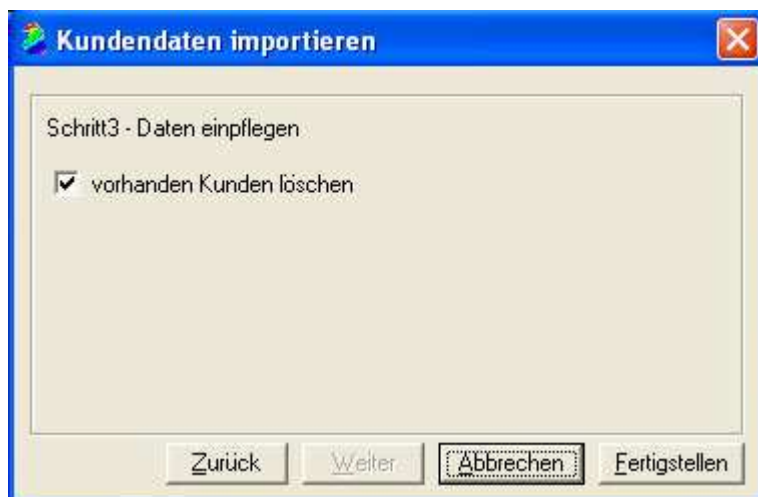 Kundendaten importieren
Schritt3 - Daten einpflegen
vorhanden Kunden löschen
Zurück Weiter Abbrechen Fertigstellen